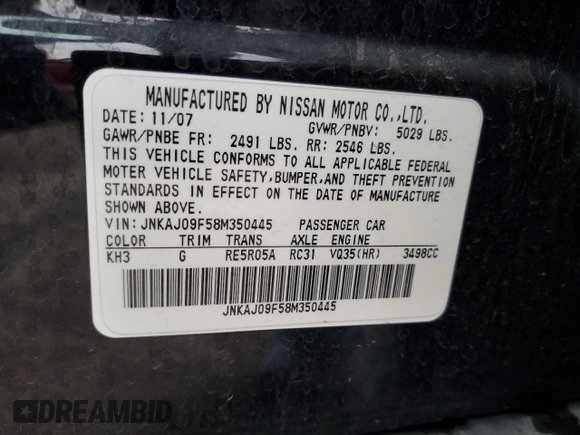 MANUFACTURED BY NISSAN MOTOR CO.,LTD.
DATE: 11/07 GVWR/PNBV: 5029 LBS.
GAWR/PNBE FR: 2491 LBS. RR: 2546 LBS.
THIS VEHICLE CONFORMS TO ALL APPLICABLE FEDERAL
MOTOR VEHICLE SAFETY,BUMPER,AND THEFT PREVENTION
STANDARDS IN EFFECT ON THE DATE OF MANUFACTURE
SHOWN ABOVE.
VIN: JNKAJ09F58M350445 PASSENGER CAR
COLOR TRIM TRANS AXLE ENGINE
KH3 G RE5R05A RC31 VQ35(HR) 3498CC
JNKAJ09F58M350445
DREAMBID